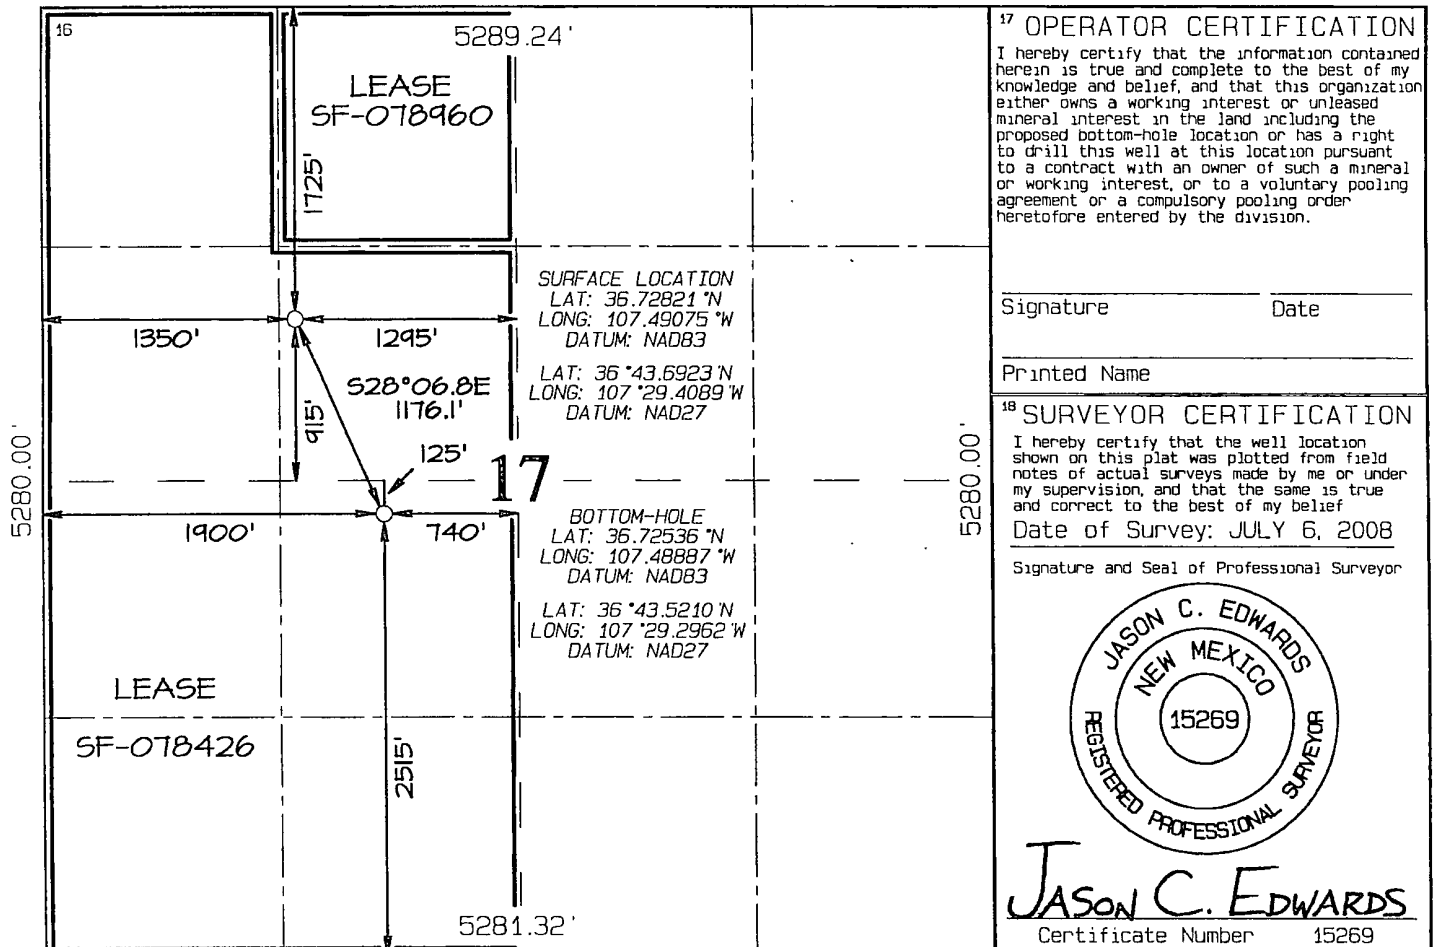 16
5289.24'
LEASE
SF-078960
1725'
1350'
1295'
S28°06.8E
1176.1'
915'
125'
17
5280.00'
5280.00'
1900'
740'
SURFACE LOCATION
LAT: 36.72821 °N
LONG: 107.49075 °W
DATUM: NAD83
LAT: 36 °43.6923 'N
LONG: 107 °29.4089 'W
DATUM: NAD27
BOTTOM-HOLE
LAT: 36.72536 °N
LONG: 107.48887 °W
DATUM: NAD83
LAT: 36 °43.5210 'N
LONG: 107 °29.2962 'W
DATUM: NAD27
LEASE
SF-078426
2515'
5281.32'
17 OPERATOR CERTIFICATION
I hereby certify that the information contained
herein is true and complete to the best of my
knowledge and belief, and that this organization
either owns a working interest or unleased
mineral interest in the land including the
proposed bottom-hole location or has a right
to drill this well at this location pursuant
to a contract with an owner of such a mineral
or working interest, or to a voluntary pooling
agreement or a compulsory pooling order
heretofore entered by the division.
Signature Date
Printed Name
18 SURVEYOR CERTIFICATION
I hereby certify that the well location
shown on this plat was plotted from field
notes of actual surveys made by me or under
my supervision, and that the same is true
and correct to the best of my belief
Date of Survey: JULY 6, 2008
Signature and Seal of Professional Surveyor
JASON C. EDWARDS
NEW MEXICO
15269
REGISTERED PROFESSIONAL SURVEYOR
JASON C. EDWARDS
Certificate Number 15269